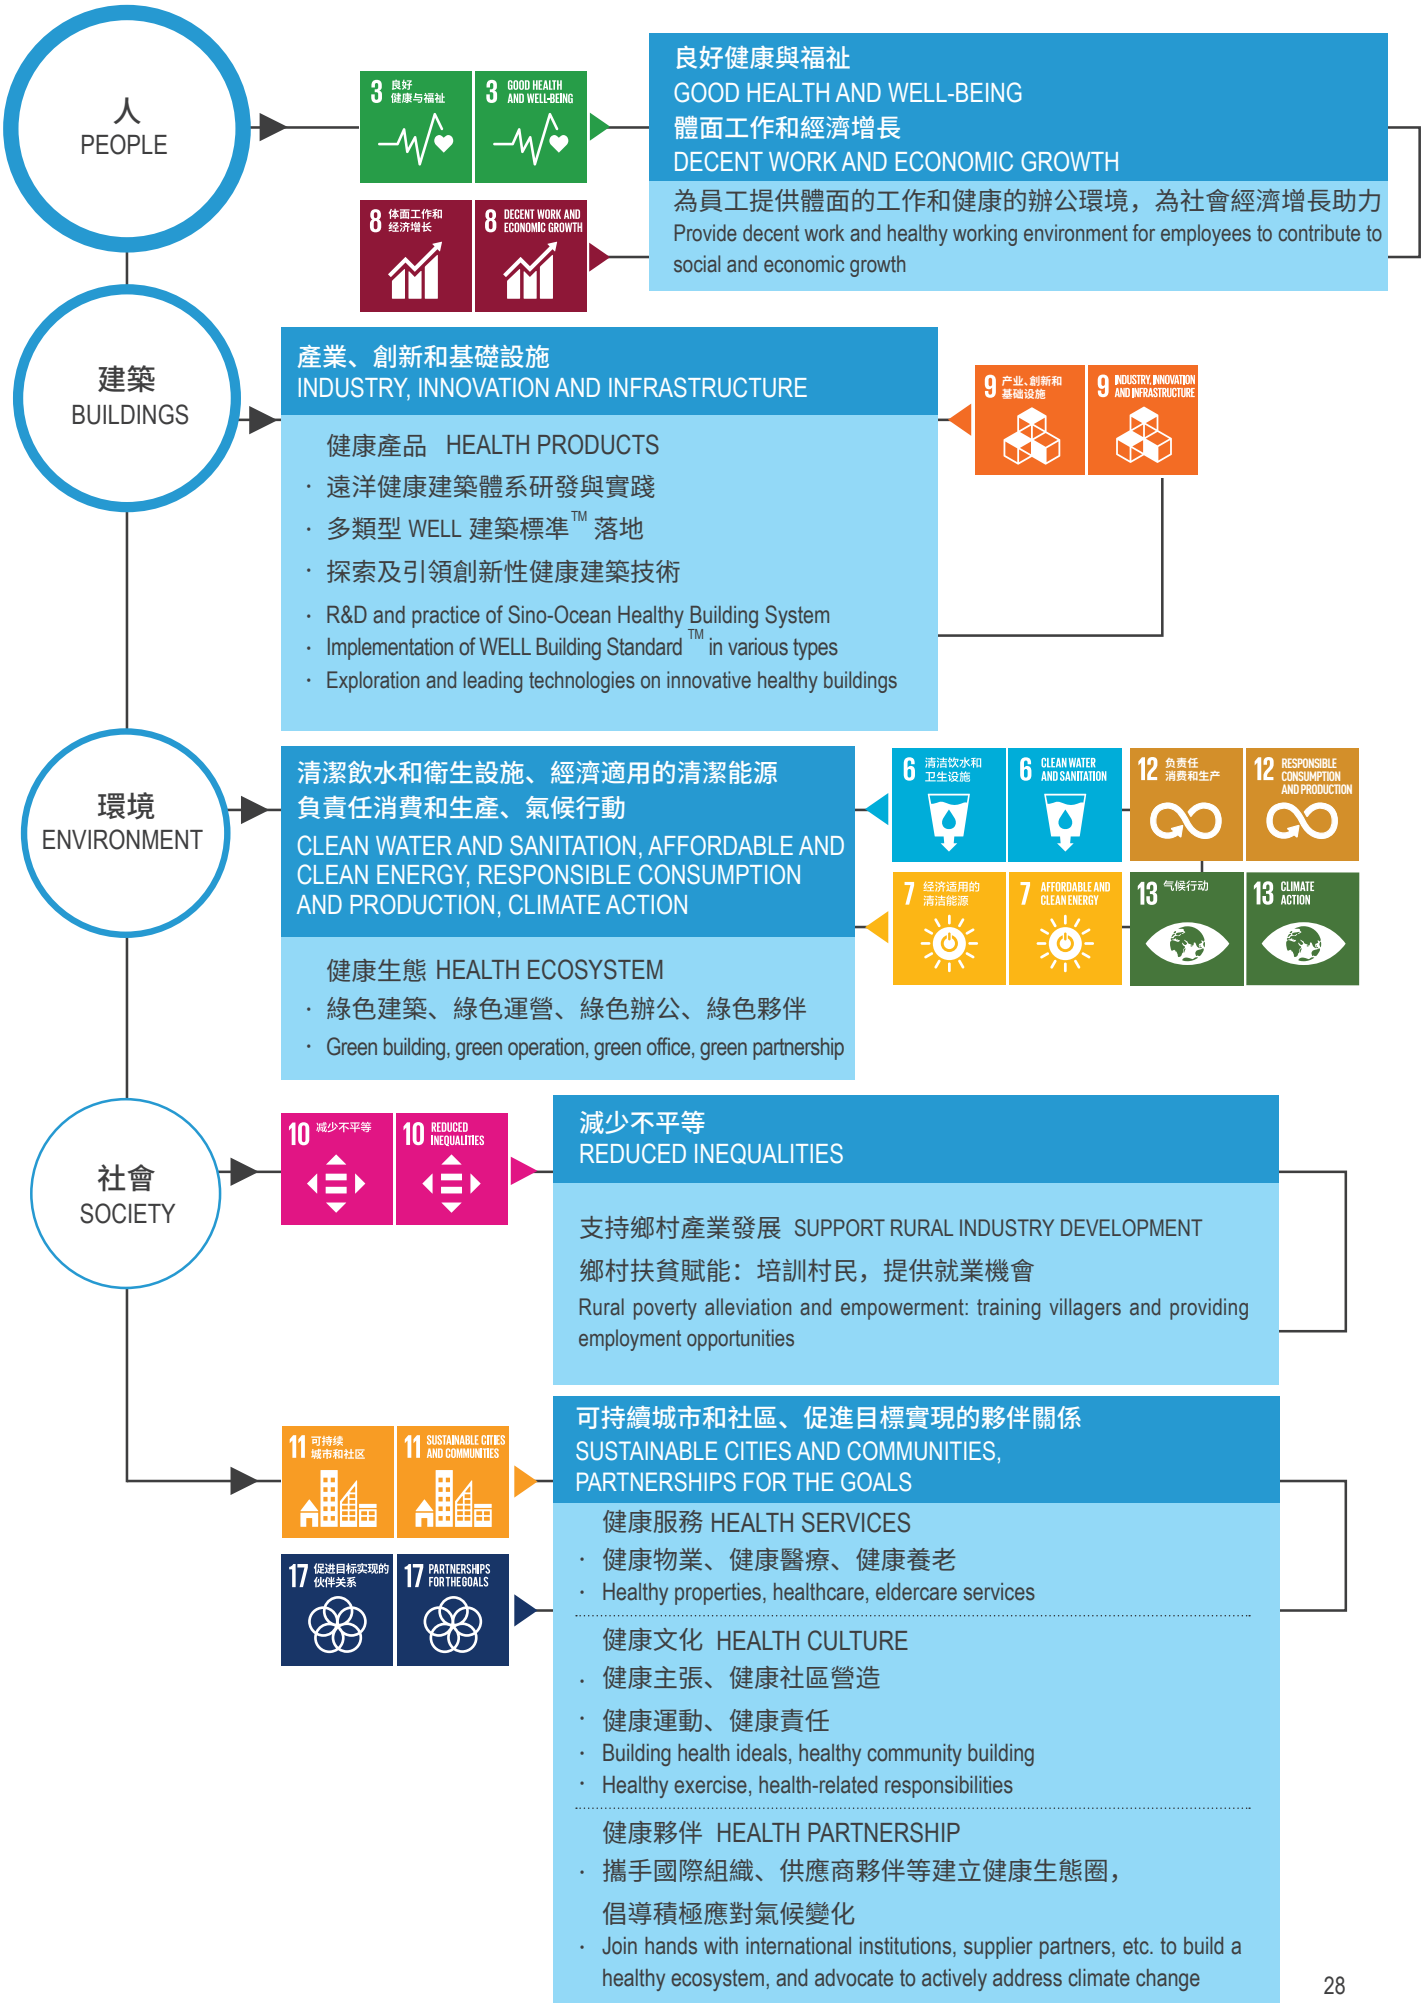 人
PEOPLE
3 良好
健康与福祉
3 GOOD HEALTH
AND WELL-BEING
8 体面工作和
经济增长
8 DECENT WORK AND
ECONOMIC GROWTH
良好健康與福祉
GOOD HEALTH AND WELL-BEING
體面工作和經濟增長
DECENT WORK AND ECONOMIC GROWTH
為員工提供體面的工作和健康的辦公環境，為社會經濟增長助力
Provide decent work and healthy working environment for employees to contribute to
social and economic growth
建築
BUILDINGS
產業、創新和基礎設施
INDUSTRY, INNOVATION AND INFRASTRUCTURE
健康產品 HEALTH PRODUCTS
· 遠洋健康建築體系研發與實踐
· 多類型 WELL 建築標準™ 落地
· 探索及引領創新性健康建築技術
· R&D and practice of Sino-Ocean Healthy Building System
· Implementation of WELL Building Standard ™ in various types
· Exploration and leading technologies on innovative healthy buildings
9 产业、创新和
基础设施
9 INDUSTRY, INNOVATION
AND INFRASTRUCTURE
環境
ENVIRONMENT
清潔飲水和衛生設施、經濟適用的清潔能源
負責任消費和生產、氣候行動
CLEAN WATER AND SANITATION, AFFORDABLE AND
CLEAN ENERGY, RESPONSIBLE CONSUMPTION
AND PRODUCTION, CLIMATE ACTION
健康生態 HEALTH ECOSYSTEM
· 綠色建築、綠色運營、綠色辦公、綠色夥伴
· Green building, green operation, green office, green partnership
6 清洁饮水和
卫生设施
6 CLEAN WATER
AND SANITATION
12 负责任
消费和生产
12 RESPONSIBLE
CONSUMPTION
AND PRODUCTION
7 经济适用的
清洁能源
7 AFFORDABLE AND
CLEAN ENERGY
13 气候行动
13 CLIMATE
ACTION
社會
SOCIETY
10 减少不平等
10 REDUCED
INEQUALITIES
減少不平等
REDUCED INEQUALITIES
支持鄉村產業發展 SUPPORT RURAL INDUSTRY DEVELOPMENT
鄉村扶貧賦能：培訓村民，提供就業機會
Rural poverty alleviation and empowerment: training villagers and providing
employment opportunities
11 可持续
城市和社区
11 SUSTAINABLE CITIES
AND COMMUNITIES
17 促进目标实现的
伙伴关系
17 PARTNERSHIPS
FOR THE GOALS
可持續城市和社區、促進目標實現的夥伴關係
SUSTAINABLE CITIES AND COMMUNITIES,
PARTNERSHIPS FOR THE GOALS
健康服務 HEALTH SERVICES
· 健康物業、健康醫療、健康養老
· Healthy properties, healthcare, eldercare services
健康文化 HEALTH CULTURE
· 健康主張、健康社區營造
· 健康運動、健康責任
· Building health ideals, healthy community building
· Healthy exercise, health-related responsibilities
健康夥伴 HEALTH PARTNERSHIP
· 攜手國際組織、供應商夥伴等建立健康生態圈，
倡導積極應對氣候變化
· Join hands with international institutions, supplier partners, etc. to build a
healthy ecosystem, and advocate to actively address climate change
28